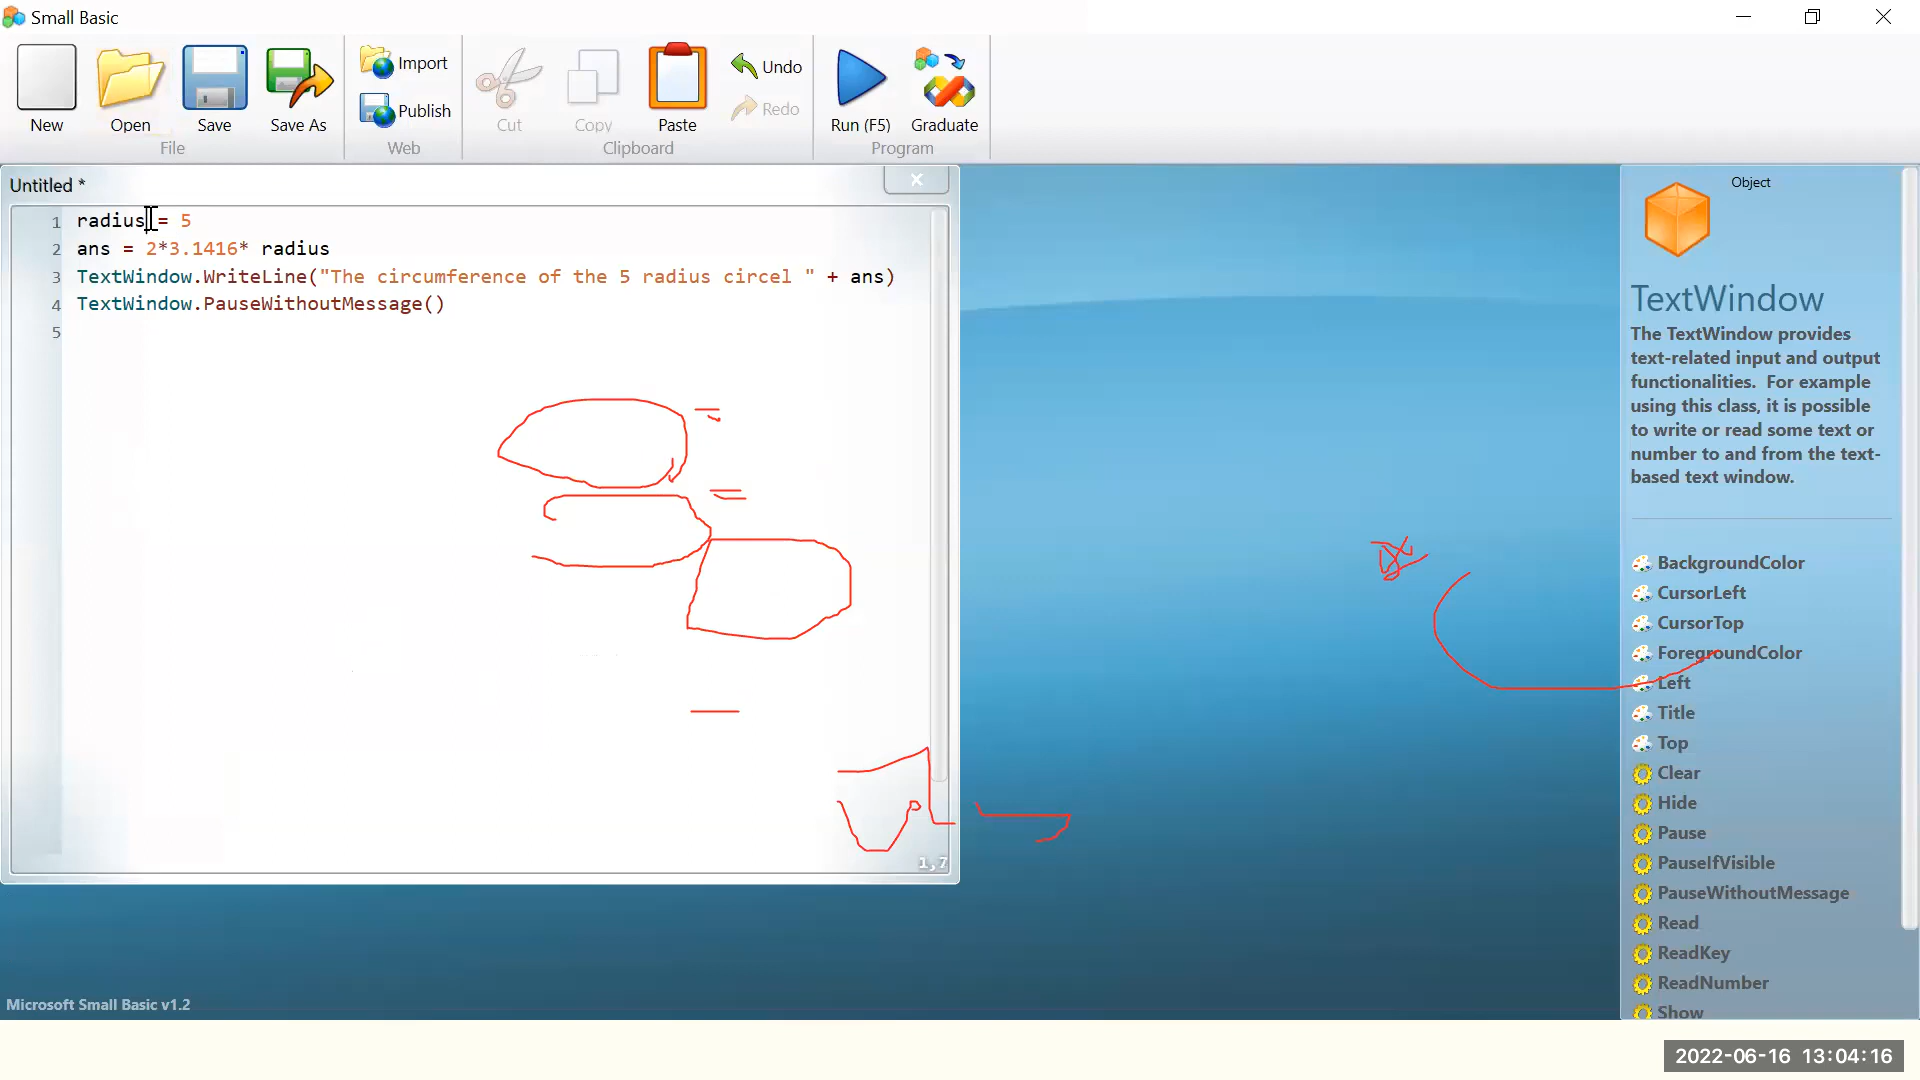 Small Basic
New
Open
Save
Save As
File
Import
Publish
Web
Cut
Copy
Paste
Undo
Redo
Clipboard
Run (F5)
Graduate
Program
Untitled *
1 radius = 5
2 ans = 2*3.1416* radius
3 TextWindow.WriteLine("The circumference of the 5 radius circel " + ans)
4 TextWindow.PauseWithoutMessage()
5
1,7
Object
TextWindow
The TextWindow provides
text-related input and output
functionalities. For example
using this class, it is possible
to write or read some text or
number to and from the text-
based text window.
BackgroundColor
CursorLeft
CursorTop
ForegroundColor
Left
Title
Top
Clear
Hide
Pause
PauseIfVisible
PauseWithoutMessage
Read
ReadKey
ReadNumber
Show
Microsoft Small Basic v1.2
2022-06-16 13:04:16